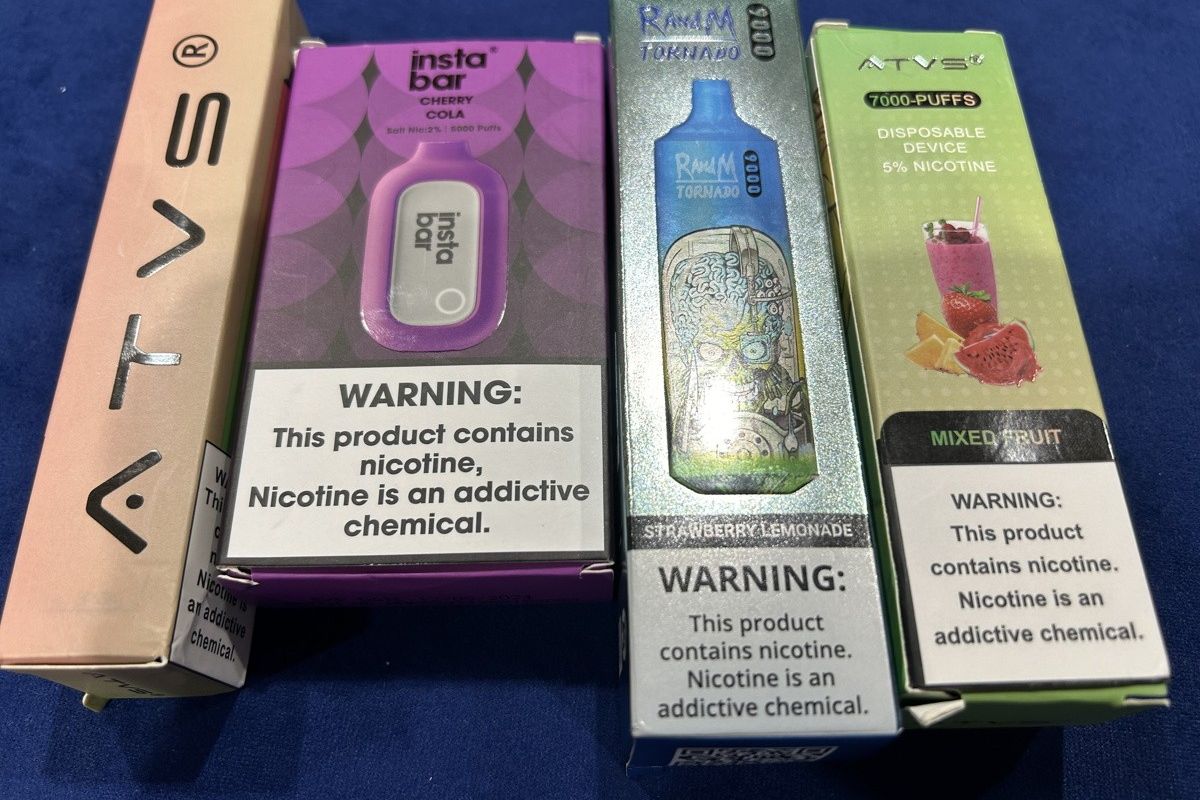 ATVS®
insta®
bar
CHERRY
COLA
Salt Nic:2% | 5000 Puffs
insta
bar
WARNING:
This product contains
nicotine,
Nicotine is an addictive
chemical.
RandM
TORNADO
9000
RandM
TORNADO
9000
STRAWBERRY LEMONADE
WARNING:
This product
contains nicotine.
Nicotine is an
addictive chemical.
ATVS®
7000-PUFFS
DISPOSABLE
DEVICE
5% NICOTINE
MIXED FRUIT
WARNING:
This product
contains nicotine.
Nicotine is an
addictive chemical.
Nicotine is
an addictive
chemical.
ATVS